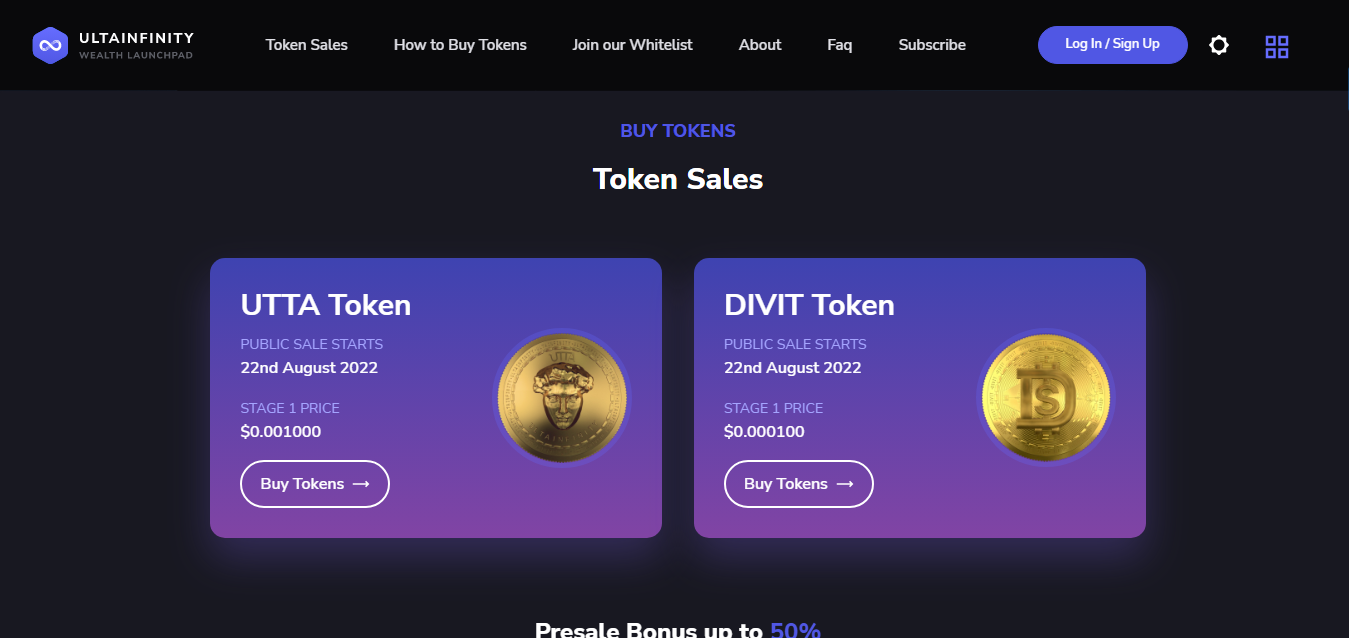 ULTAINFINITY
WEALTH LAUNCHPAD
Token Sales
How to Buy Tokens
Join our Whitelist
About
Faq
Subscribe
Log In / Sign Up
BUY TOKENS
Token Sales
UTTA Token
PUBLIC SALE STARTS
22nd August 2022
STAGE 1 PRICE
$0.001000
Buy Tokens →
UTTA
DIVIT Token
PUBLIC SALE STARTS
22nd August 2022
STAGE 1 PRICE
$0.000100
Buy Tokens →
Presale Bonus up to 50%